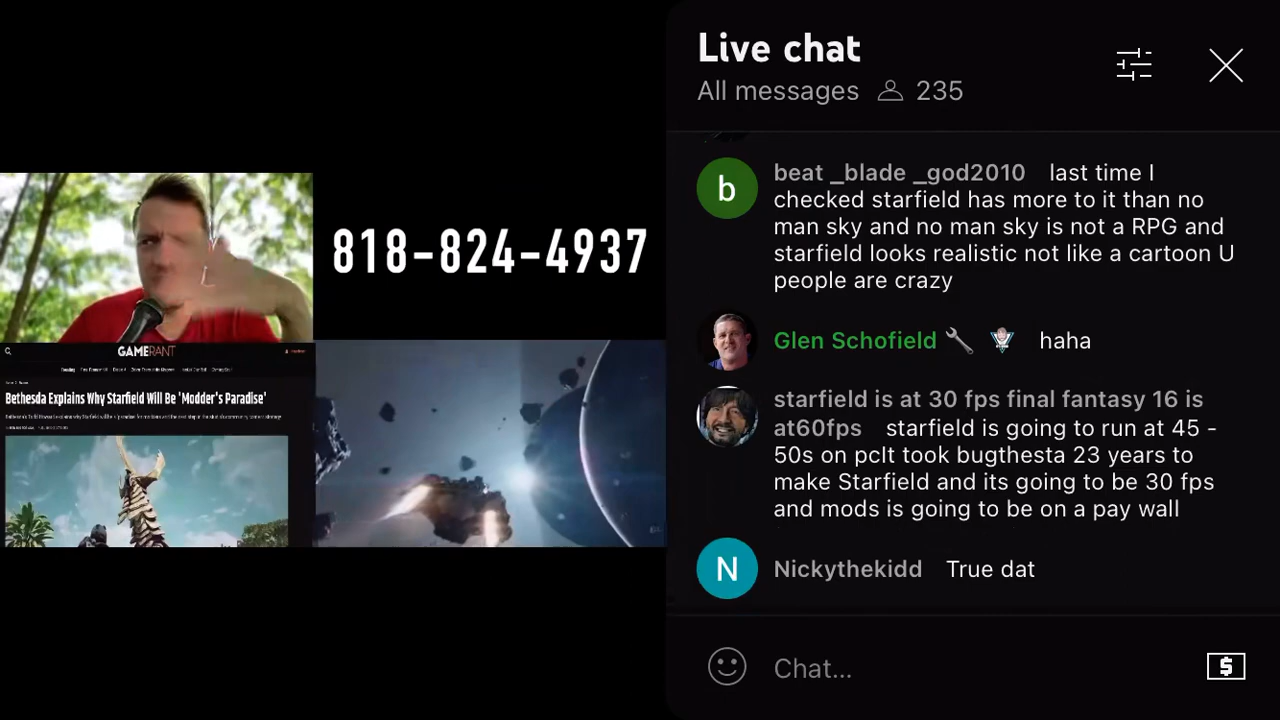 Live chat
All messages 235
beat _blade _god2010 last time I
checked starfield has more to it than no
man sky and no man sky is not a RPG and
starfield looks realistic not like a cartoon U
people are crazy
818-824-4937
Glen Schofield haha
GAMERANT
Bethesda Explains Why Starfield Will Be 'Modder's Paradise'
starfield is at 30 fps final fantasy 16 is
at60fps starfield is going to run at 45 -
50s on pcIt took bugthesta 23 years to
make Starfield and its going to be 30 fps
and mods is going to be on a pay wall
N Nickythekidd True dat
Chat...